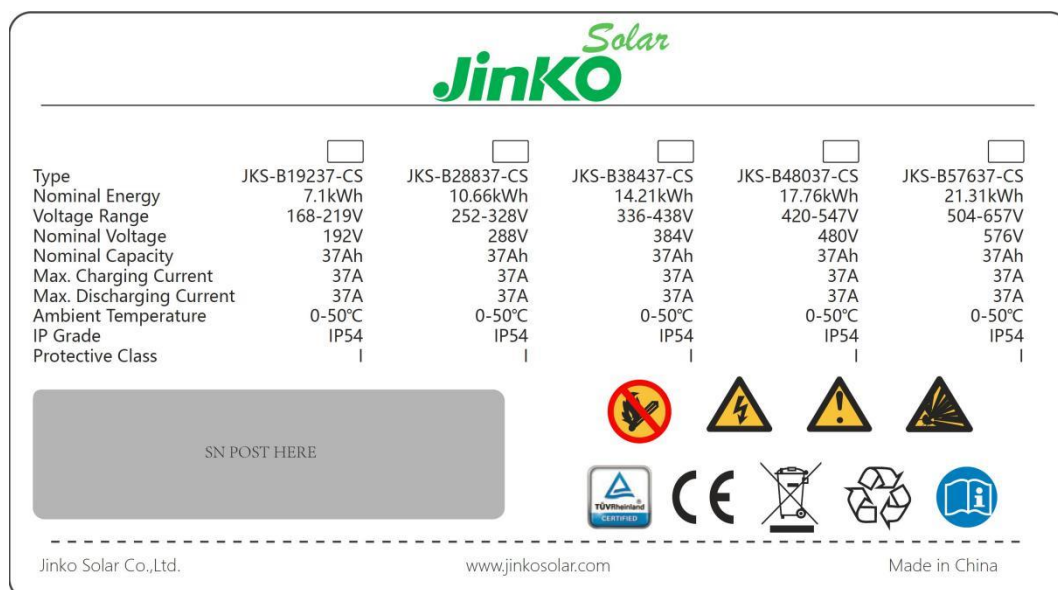 Solar
JinKO
Type JKS-B19237-CS JKS-B28837-CS JKS-B38437-CS JKS-B48037-CS JKS-B57637-CS
Nominal Energy 7.1kWh 10.66kWh 14.21kWh 17.76kWh 21.31kWh
Voltage Range 168-219V 252-328V 336-438V 420-547V 504-657V
Nominal Voltage 192V 288V 384V 480V 576V
Nominal Capacity 37Ah 37Ah 37Ah 37Ah 37Ah
Max. Charging Current 37A 37A 37A 37A 37A
Max. Discharging Current 37A 37A 37A 37A 37A
Ambient Temperature 0-50℃ 0-50℃ 0-50℃ 0-50℃ 0-50℃
IP Grade IP54 IP54 IP54 IP54 IP54
Protective Class I I I I I
SN POST HERE
TÜVRheinland®
CERTIFIED
CE
i
Jinko Solar Co.,Ltd. www.jinkosolar.com Made in China